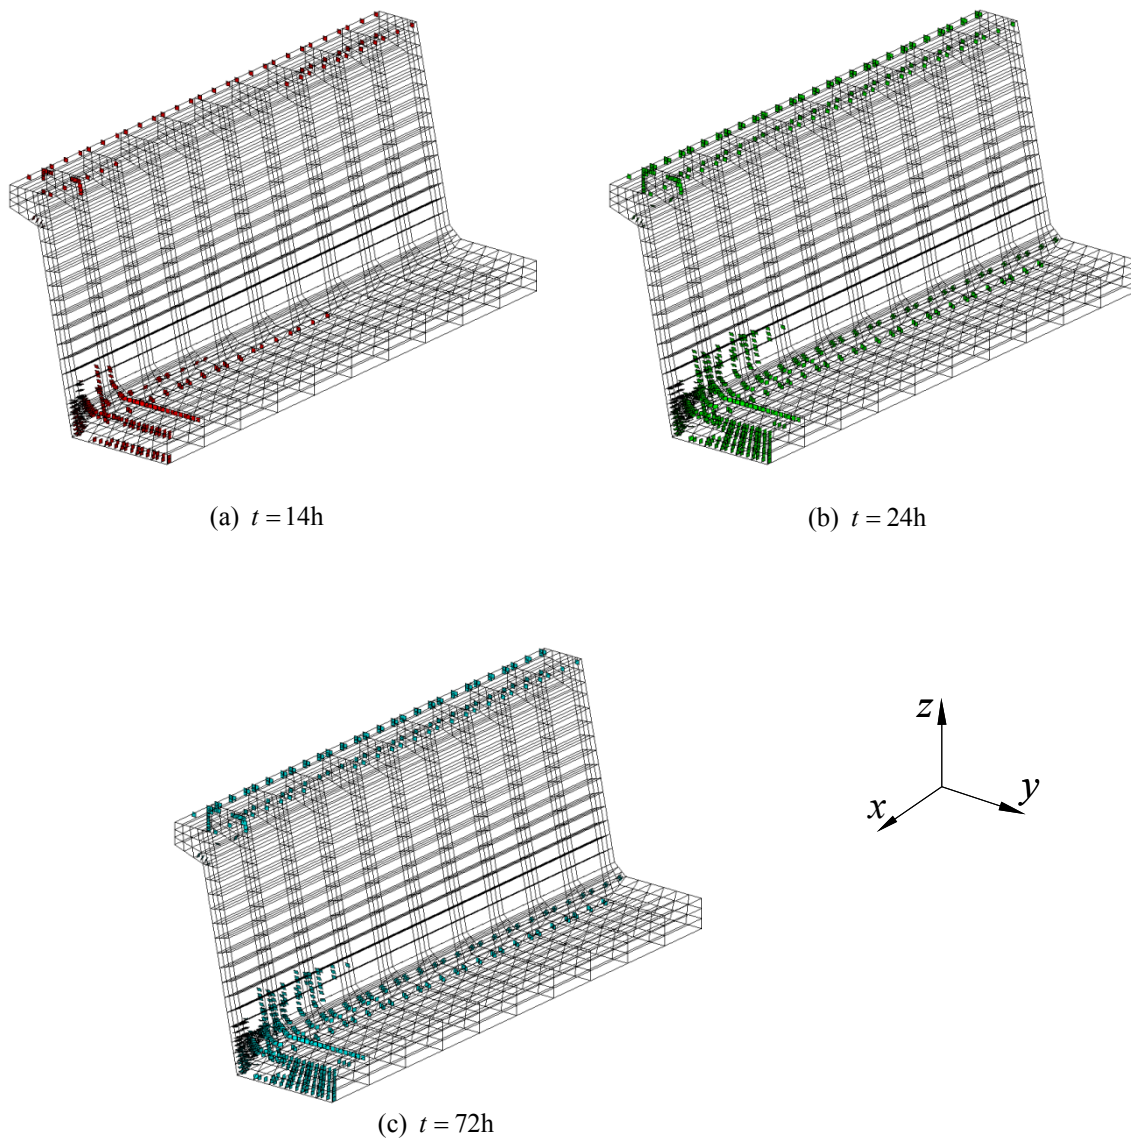 (a) t = 14h
(b) t = 24h
z
x
y
(c) t = 72h